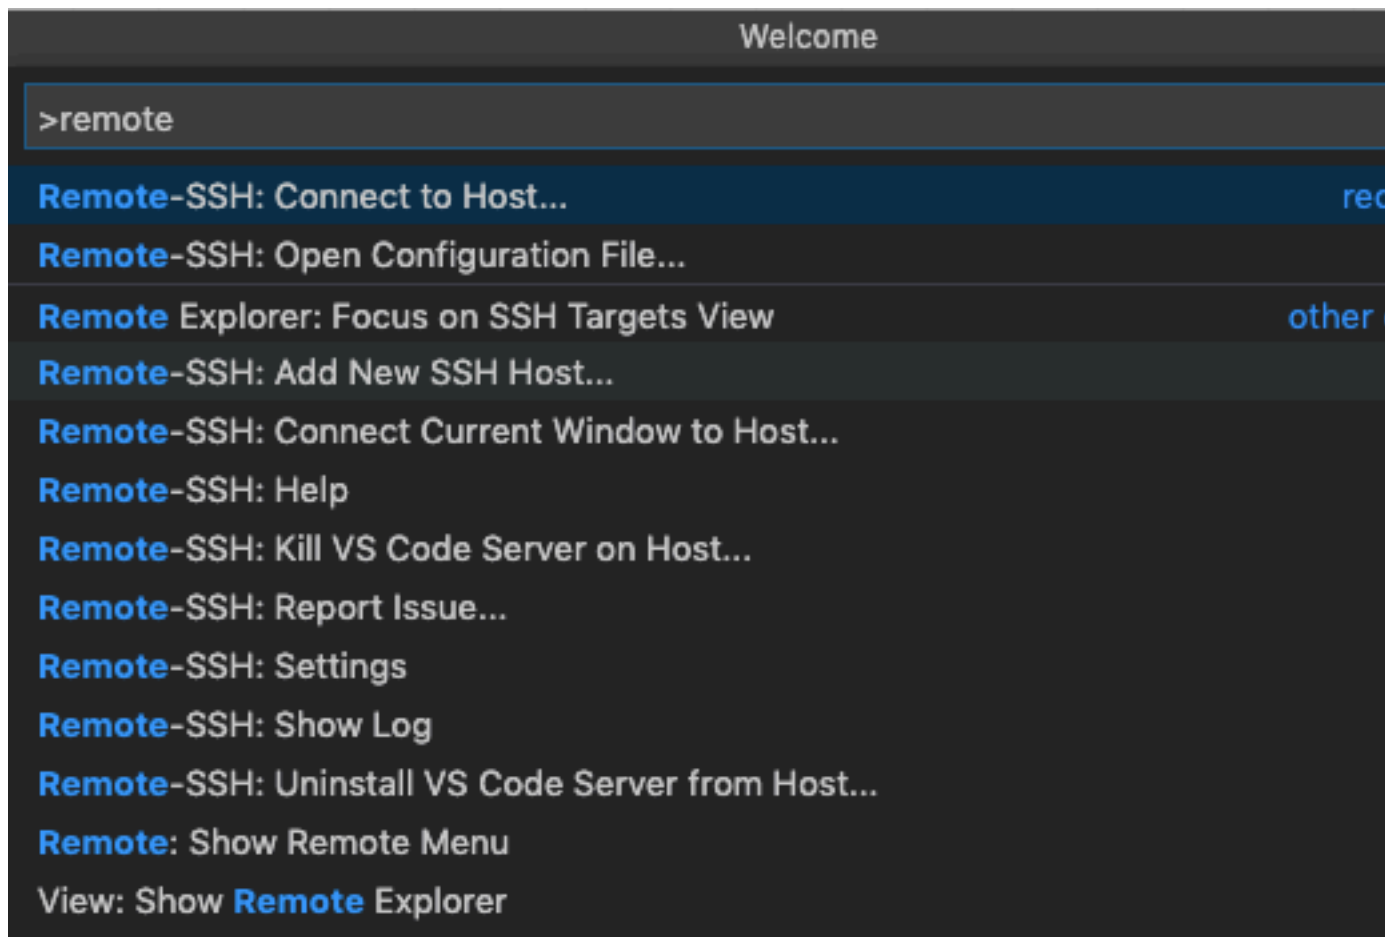 Welcome
>remote
Remote-SSH: Connect to Host...
Remote-SSH: Open Configuration File...
Remote Explorer: Focus on SSH Targets View other
Remote-SSH: Add New SSH Host...
Remote-SSH: Connect Current Window to Host...
Remote-SSH: Help
Remote-SSH: Kill VS Code Server on Host...
Remote-SSH: Report Issue...
Remote-SSH: Settings
Remote-SSH: Show Log
Remote-SSH: Uninstall VS Code Server from Host...
Remote: Show Remote Menu
View: Show Remote Explorer